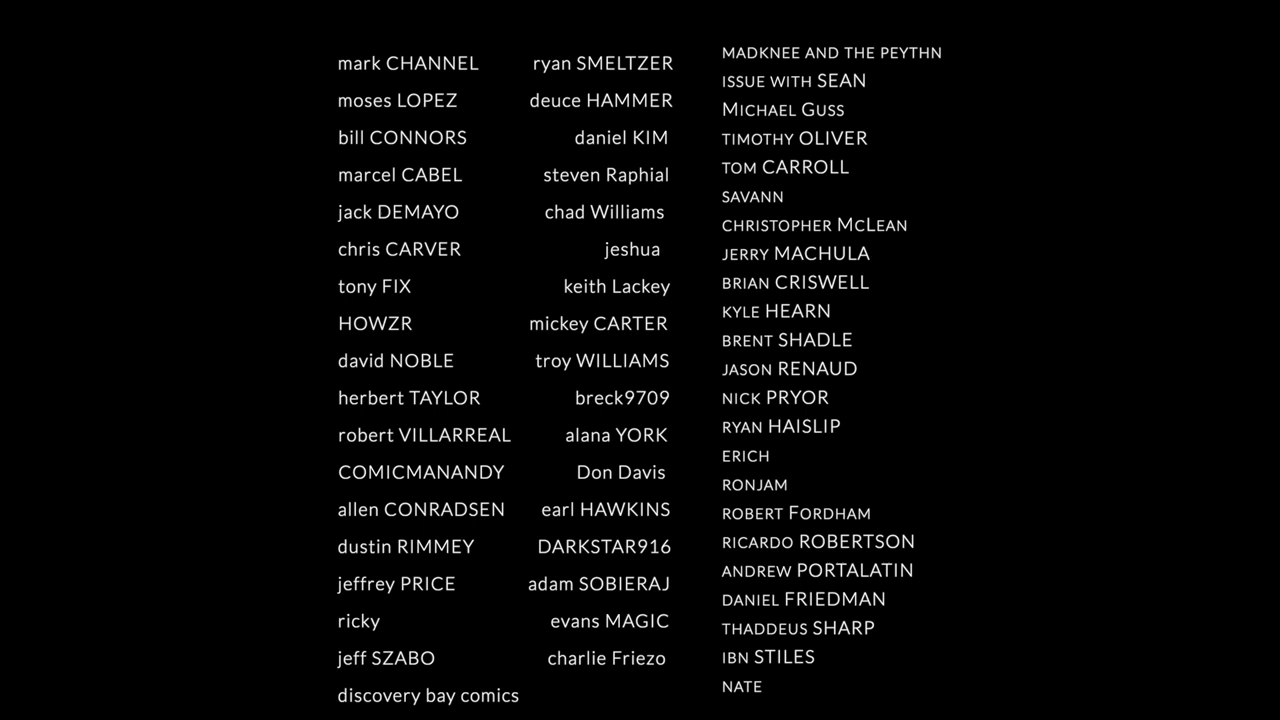 mark CHANNEL
moses LOPEZ
bill CONNORS
marcel CABEL
jack DEMAYO
chris CARVER
tony FIX
HOWZR
david NOBLE
herbert TAYLOR
robert VILLARREAL
COMICMANANDY
allen CONRADSEN
dustin RIMMEY
jeffrey PRICE
ricky
jeff SZABO
discovery bay comics
ryan SMELTZER
deuce HAMMER
daniel KIM
steven Raphial
chad Williams
jeshua
keith Lackey
mickey CARTER
troy WILLIAMS
breck9709
alana YORK
Don Davis
earl HAWKINS
DARKSTAR916
adam SOBIERAJ
evans MAGIC
charlie Friezo
MADKNEE AND THE PEYTHN
ISSUE WITH SEAN
MICHAEL GUSS
TIMOTHY OLIVER
TOM CARROLL
SAVANN
CHRISTOPHER MCLEAN
JERRY MACHULA
BRIAN CRISWELL
KYLE HEARN
BRENT SHADLE
JASON RENAUD
NICK PRYOR
RYAN HAISLIP
ERICH
RONJAM
ROBERT FORDHAM
RICARDO ROBERTSON
ANDREW PORTALATIN
DANIEL FRIEDMAN
THADDEUS SHARP
IBN STILES
NATE